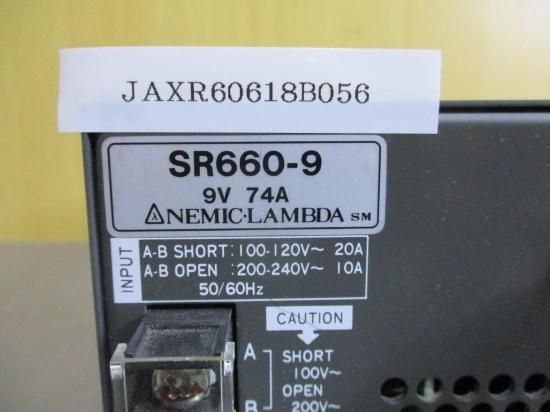 JAXR60618B056
SR660-9
9V 74A
NEMIC-LAMBDA SM
INPUT
A-B SHORT:100-120V~ 20A
A-B OPEN :200-240V~ 10A
50/60Hz
CAUTION
A
SHORT
100V~
OPEN
B
200V~